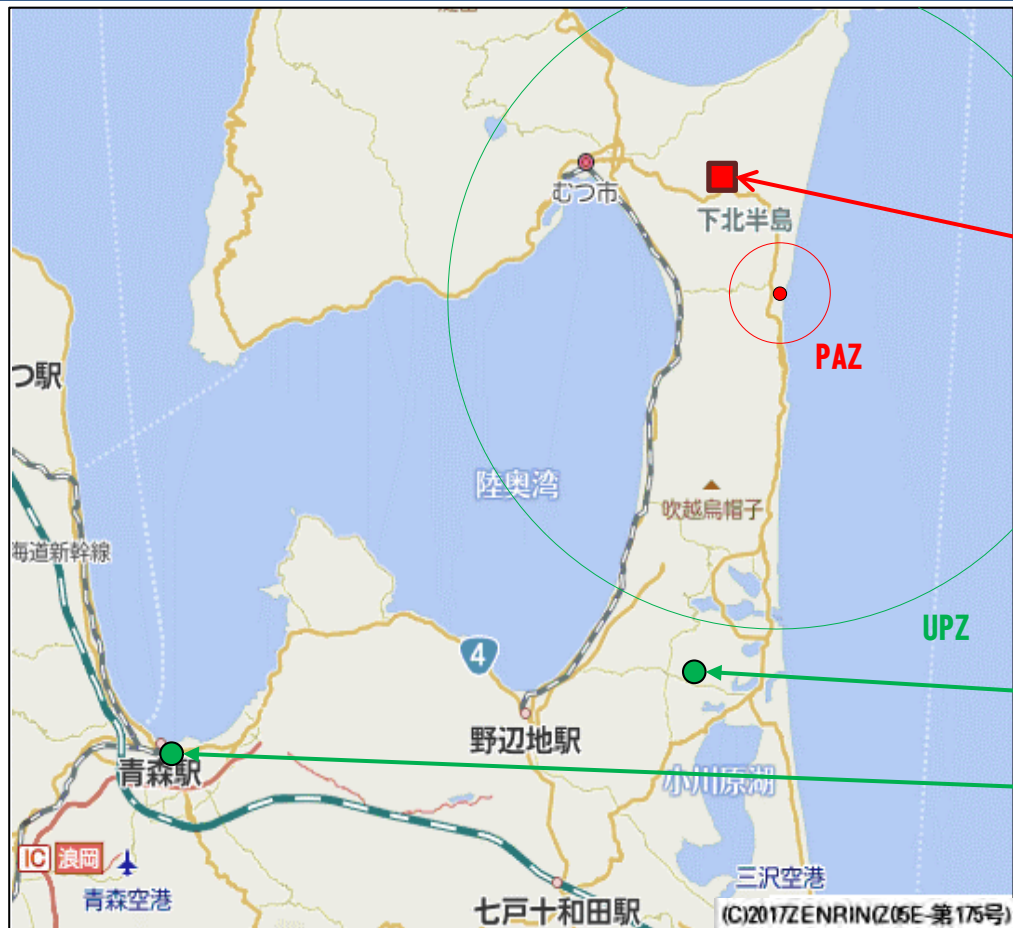 むつ市
下北半島
PAZ
つ駅
陸奥湾
吹越烏帽子
海道新幹線
UPZ
4
野辺地駅
青森駅
小川原湖
IC 浪岡
青森空港
三沢空港
七戸十和田駅
(C)2017ZENRIN(Z05E-第175号)